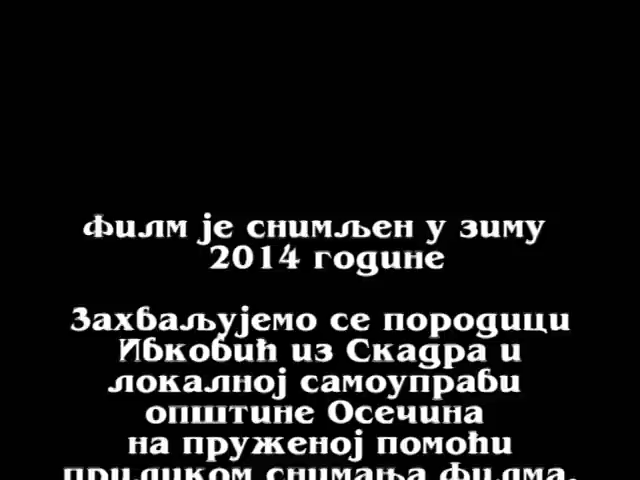 Филм је снимљен у зиму
2014 године
Захваљујемо се породици
Ивковић из Скадра и
локалној самоуправи
општине Осечина
на пруженој помоћи
приликом снимања филма.